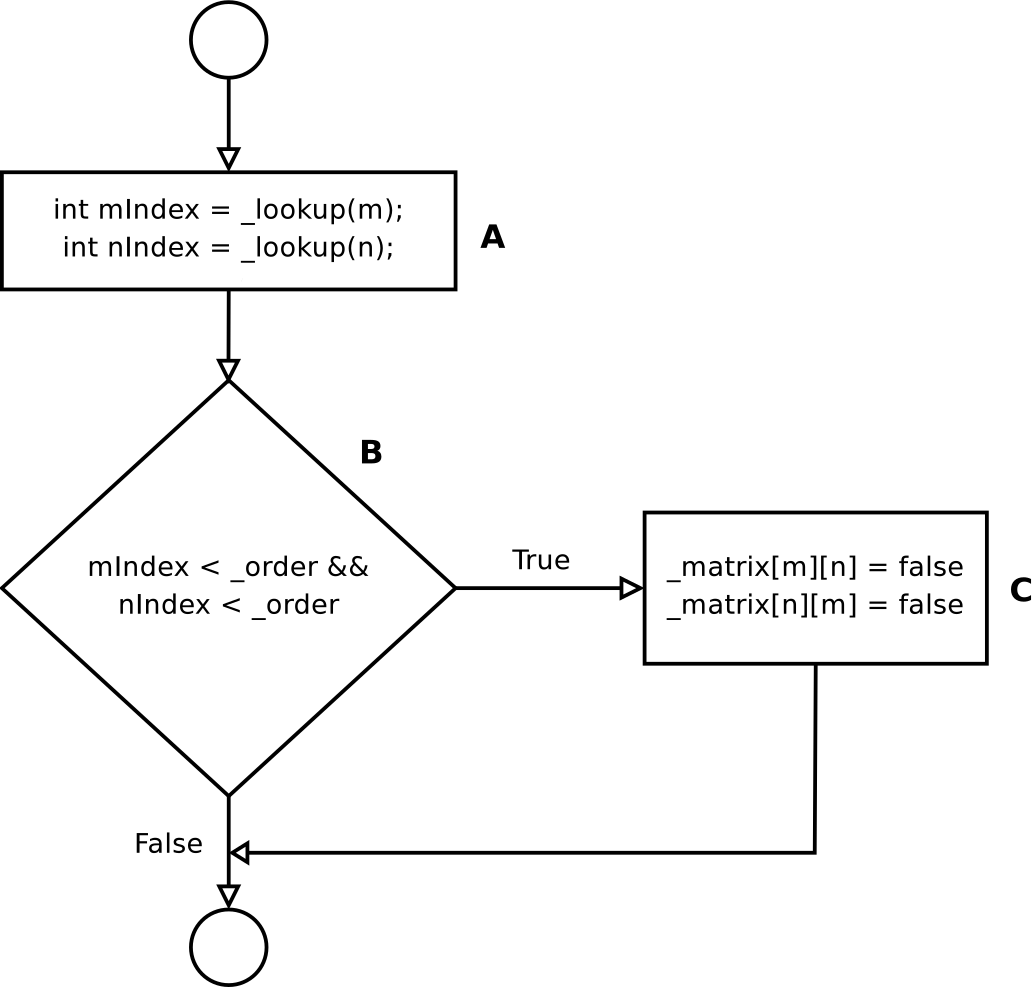 int mIndex = _lookup(m);
int nIndex = _lookup(n);
A
B
mIndex < _order &&
nIndex < _order
True
_matrix[m][n] = false
_matrix[n][m] = false
C
False